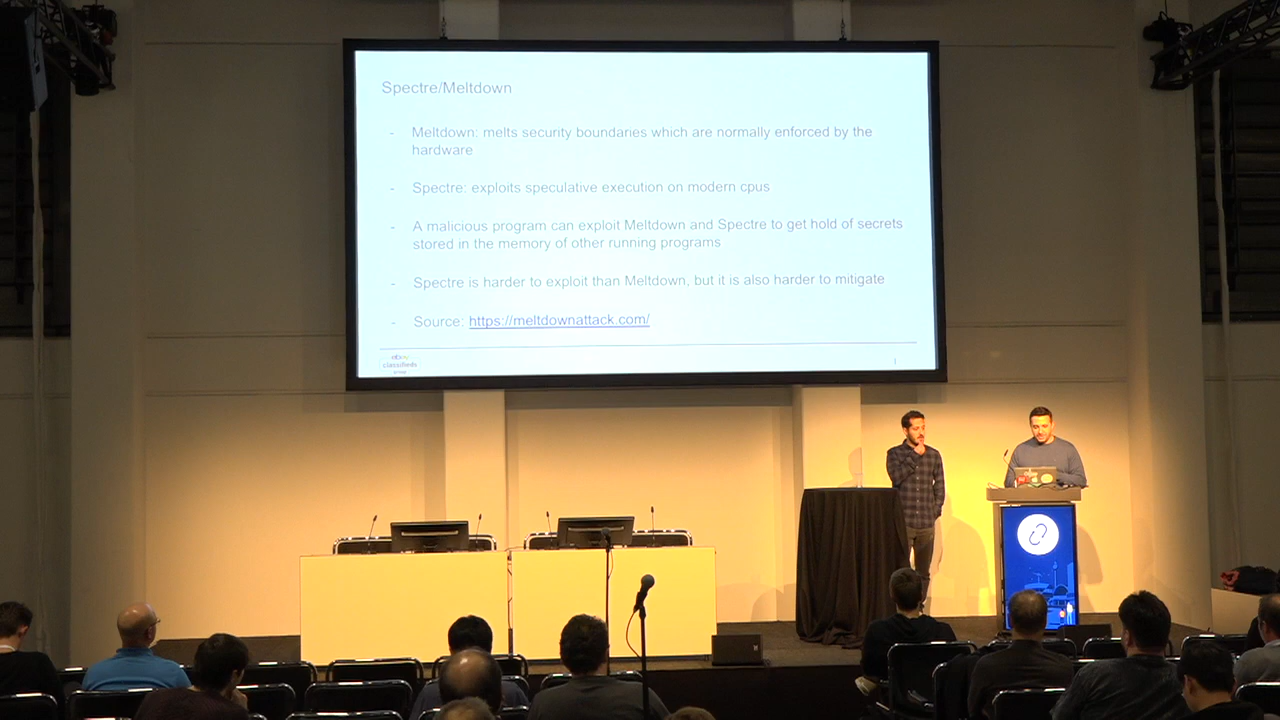 Spectre/Meltdown
- Meltdown: melts security boundaries which are normally enforced by the
hardware
- Spectre: exploits speculative execution on modern cpus
- A malicious program can exploit Meltdown and Spectre to get hold of secrets
stored in the memory of other running programs
- Spectre is harder to exploit than Meltdown, but it is also harder to mitigate
- Source: https://meltdownattack.com/
ebay
classifieds
group